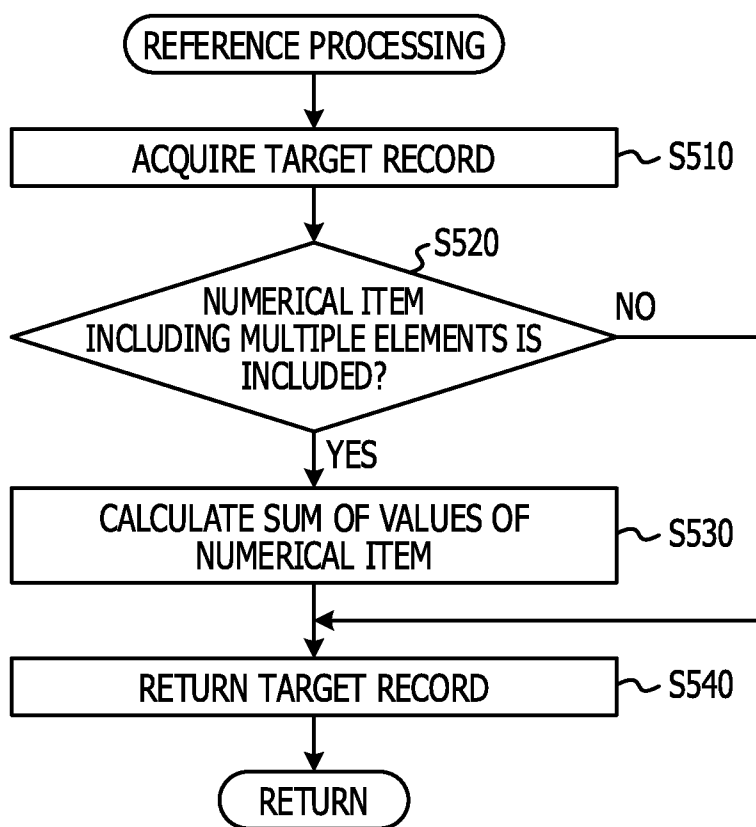 REFERENCE PROCESSING
ACQUIRE TARGET RECORD
S510
S520
NUMERICAL ITEM
INCLUDING MULTIPLE ELEMENTS IS
INCLUDED?
NO
YES
CALCULATE SUM OF VALUES OF
NUMERICAL ITEM
S530
RETURN TARGET RECORD
S540
RETURN